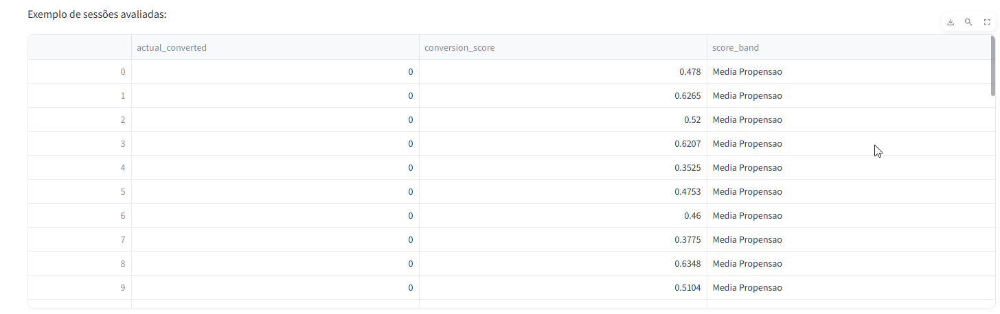 Exemplo de sessões avaliadas:
actual_converted conversion_score score_band
0 0 0.478 Media Propensao
1 0 0.6265 Media Propensao
2 0 0.52 Media Propensao
3 0 0.6207 Media Propensao
4 0 0.3525 Media Propensao
5 0 0.4753 Media Propensao
6 0 0.46 Media Propensao
7 0 0.3775 Media Propensao
8 0 0.6348 Media Propensao
9 0 0.5104 Media Propensao